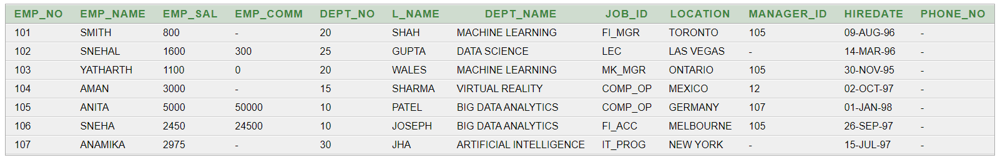 EMP_NO EMP_NAME EMP_SAL EMP_COMM DEPT_NO L_NAME DEPT_NAME JOB_ID LOCATION MANAGER_ID HIREDATE PHONE_NO
101 SMITH 800 - 20 SHAH MACHINE LEARNING FI_MGR TORONTO 105 09-AUG-96 -
102 SNEHAL 1600 300 25 GUPTA DATA SCIENCE LEC LAS VEGAS - 14-MAR-96 -
103 YATHARTH 1100 0 20 WALES MACHINE LEARNING MK_MGR ONTARIO 105 30-NOV-95 -
104 AMAN 3000 - 15 SHARMA VIRTUAL REALITY COMP_OP MEXICO 12 02-OCT-97 -
105 ANITA 5000 50000 10 PATEL BIG DATA ANALYTICS COMP_OP GERMANY 107 01-JAN-98 -
106 SNEHA 2450 24500 10 JOSEPH BIG DATA ANALYTICS FI_ACC MELBOURNE 105 26-SEP-97 -
107 ANAMIKA 2975 - 30 JHA ARTIFICIAL INTELLIGENCE IT_PROG NEW YORK - 15-JUL-97 -